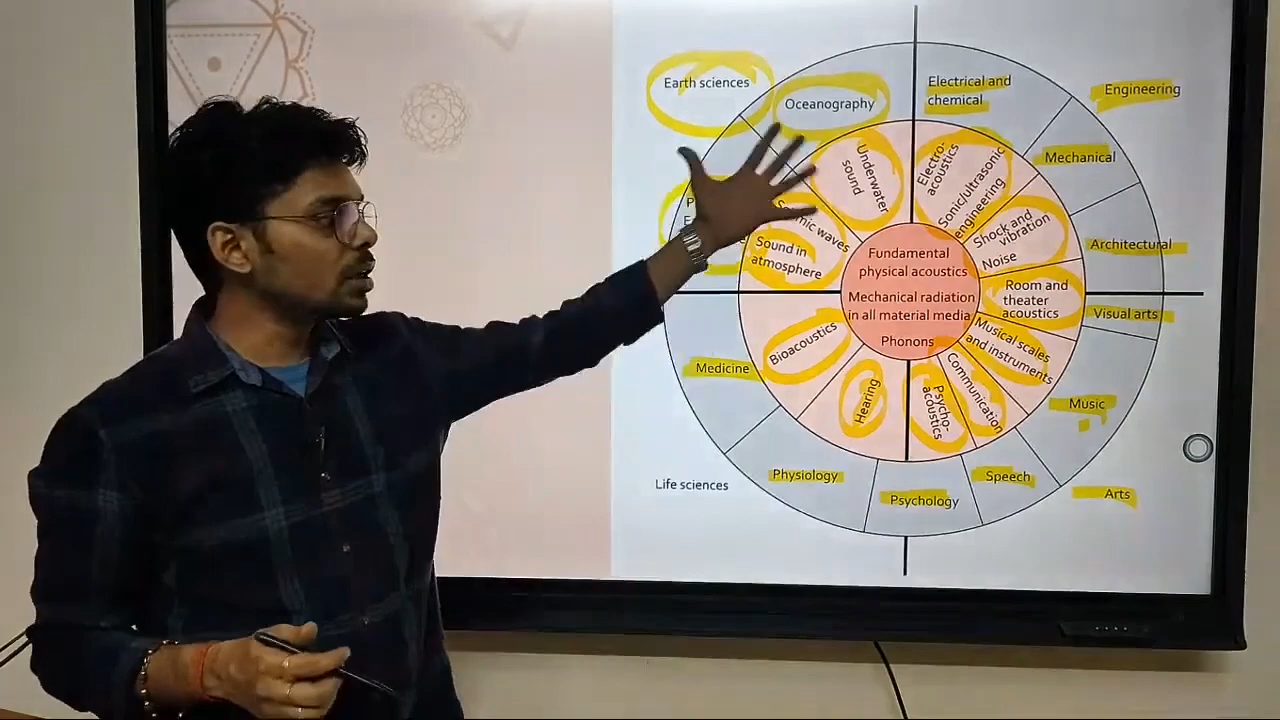 Earth sciences
Oceanography
Electrical and
chemical
Engineering
Mechanical
Architectural
Visual arts
Music
Arts
Speech
Psychology
Physiology
Life sciences
Medicine
Underwater
sound
Electro-
acoustics
Sonic/ultrasonic
engineering
Shock and
vibration
Noise
Room and
theater
acoustics
Musical scales
and instruments
Communication
Psycho-
acoustics
Hearing
Bioacoustics
Sound in
atmosphere
waves
Fundamental
physical acoustics
Mechanical radiation
in all material media
Phonons